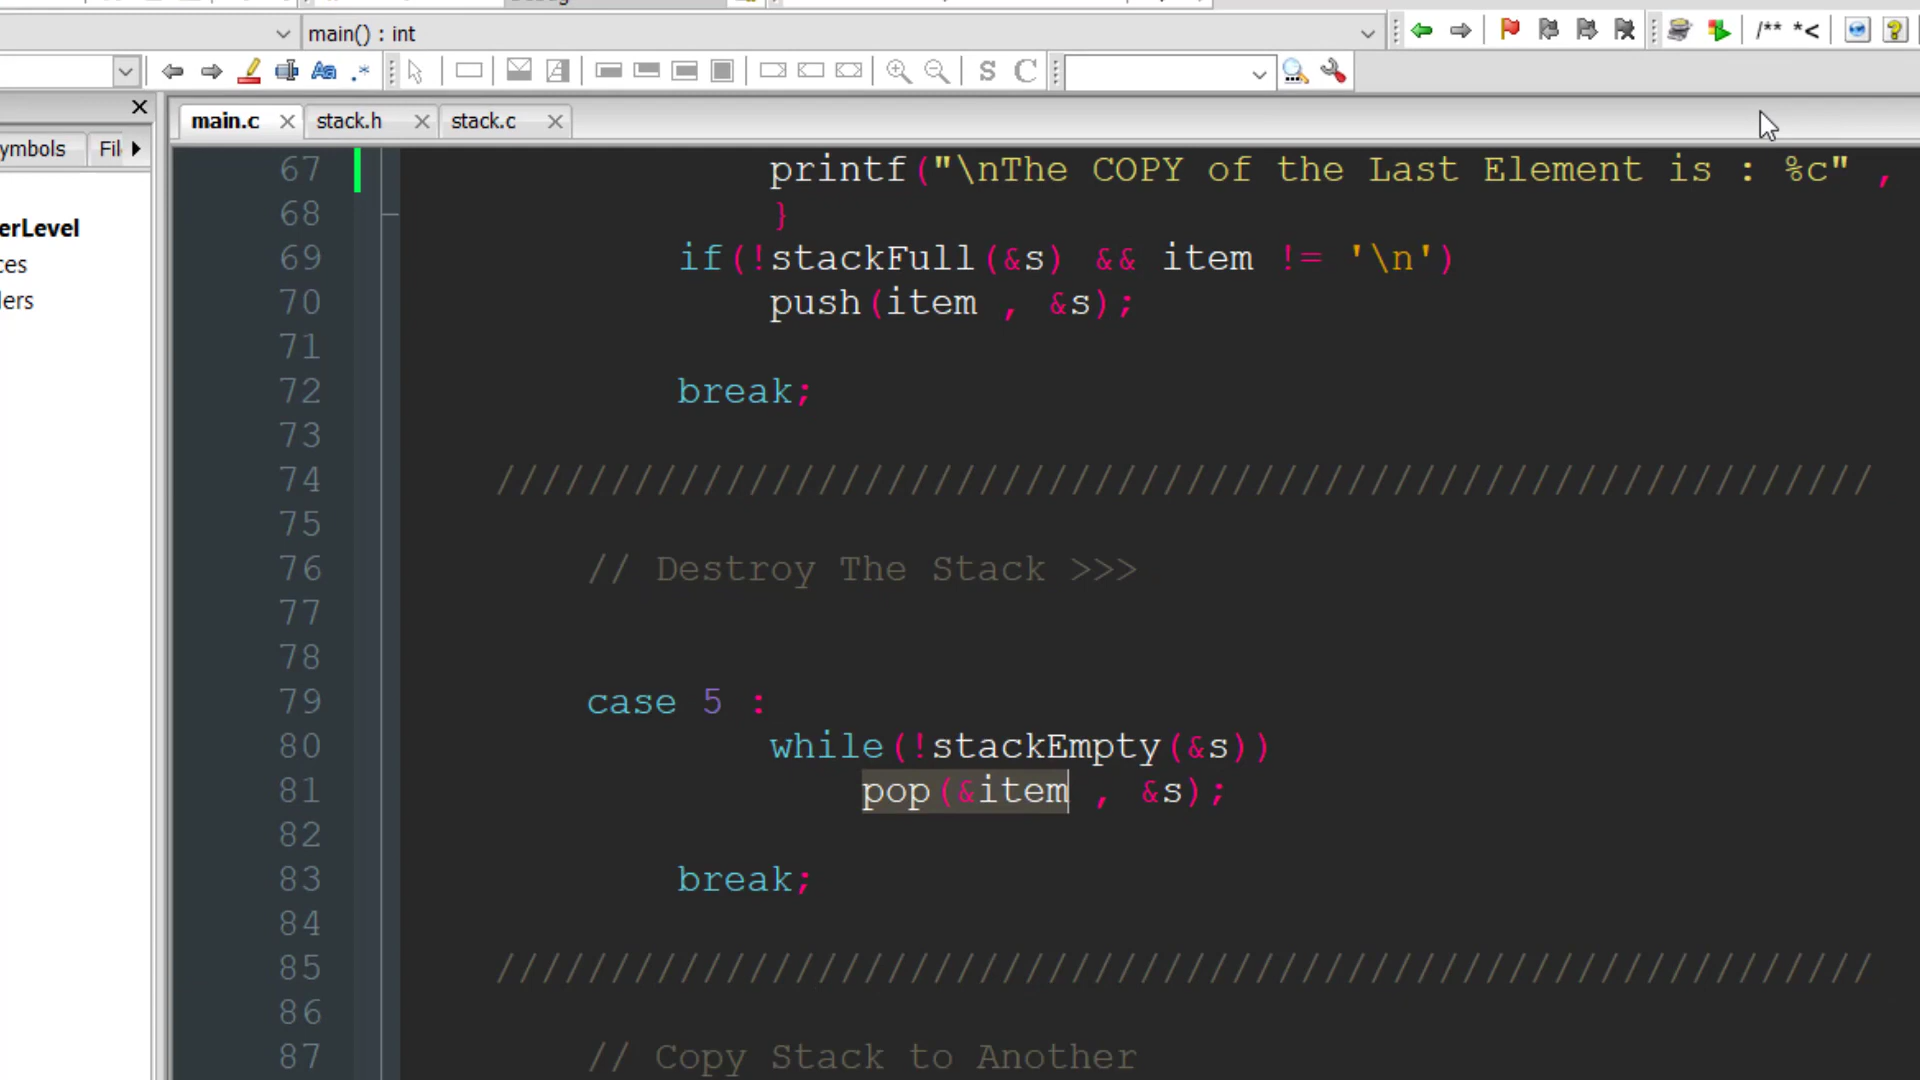 main() : int
/** *<
S C
main.c stack.h stack.c
ymbols Fil
erLevel
ces
lers
67 printf("\nThe COPY of the Last Element is : %c" ,
68 }
69 if(!stackFull(&s) && item != '\n')
70 push(item , &s);
71
72 break;
73
74 ////////////////////////////////////////////////////////////
75
76 // Destroy The Stack >>>
77
78
79 case 5 :
80 while(!stackEmpty(&s))
81 pop(&item , &s);
82
83 break;
84
85 ////////////////////////////////////////////////////////////
86
87 // Copy Stack to Another